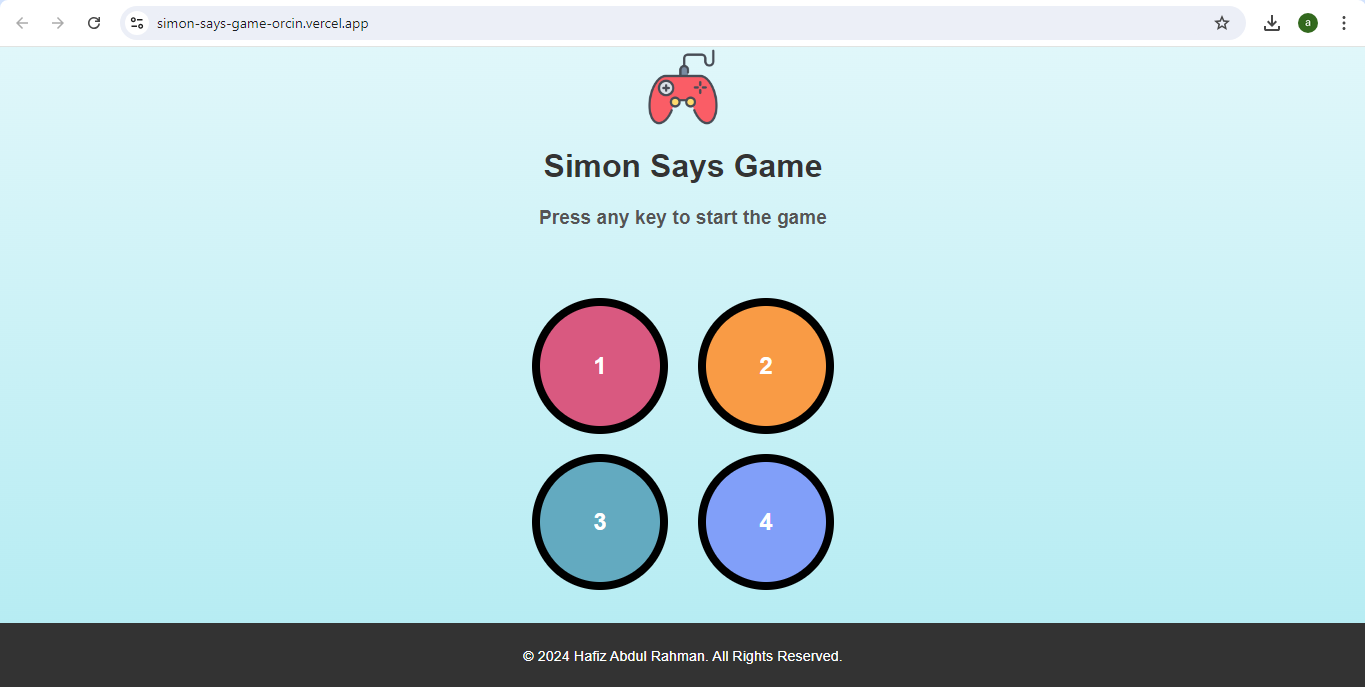 simon-says-game-orcin.vercel.app
a
Simon Says Game
Press any key to start the game
1
2
3
4
© 2024 Hafiz Abdul Rahman. All Rights Reserved.